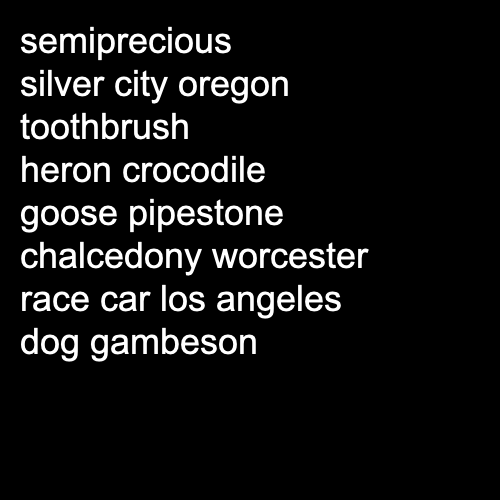 semiprecious
silver city oregon
toothbrush
heron crocodile
goose pipestone
chalcedony worcester
race car los angeles
dog gambeson